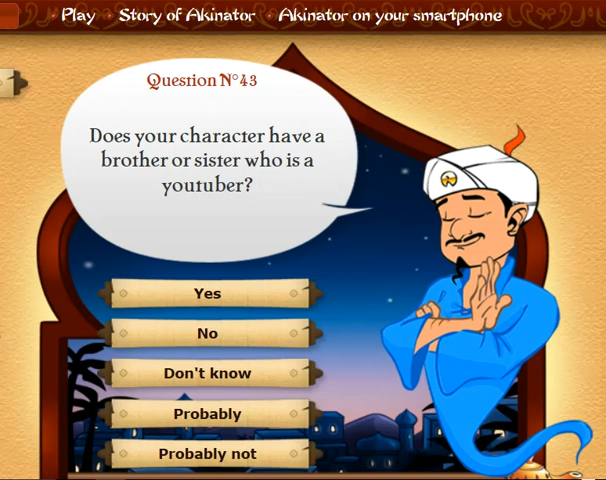 Play · Story of Akinator · Akinator on your smartphone
Question N°43
Does your character have a
brother or sister who is a
youtuber?
Yes
No
Don't know
Probably
Probably not